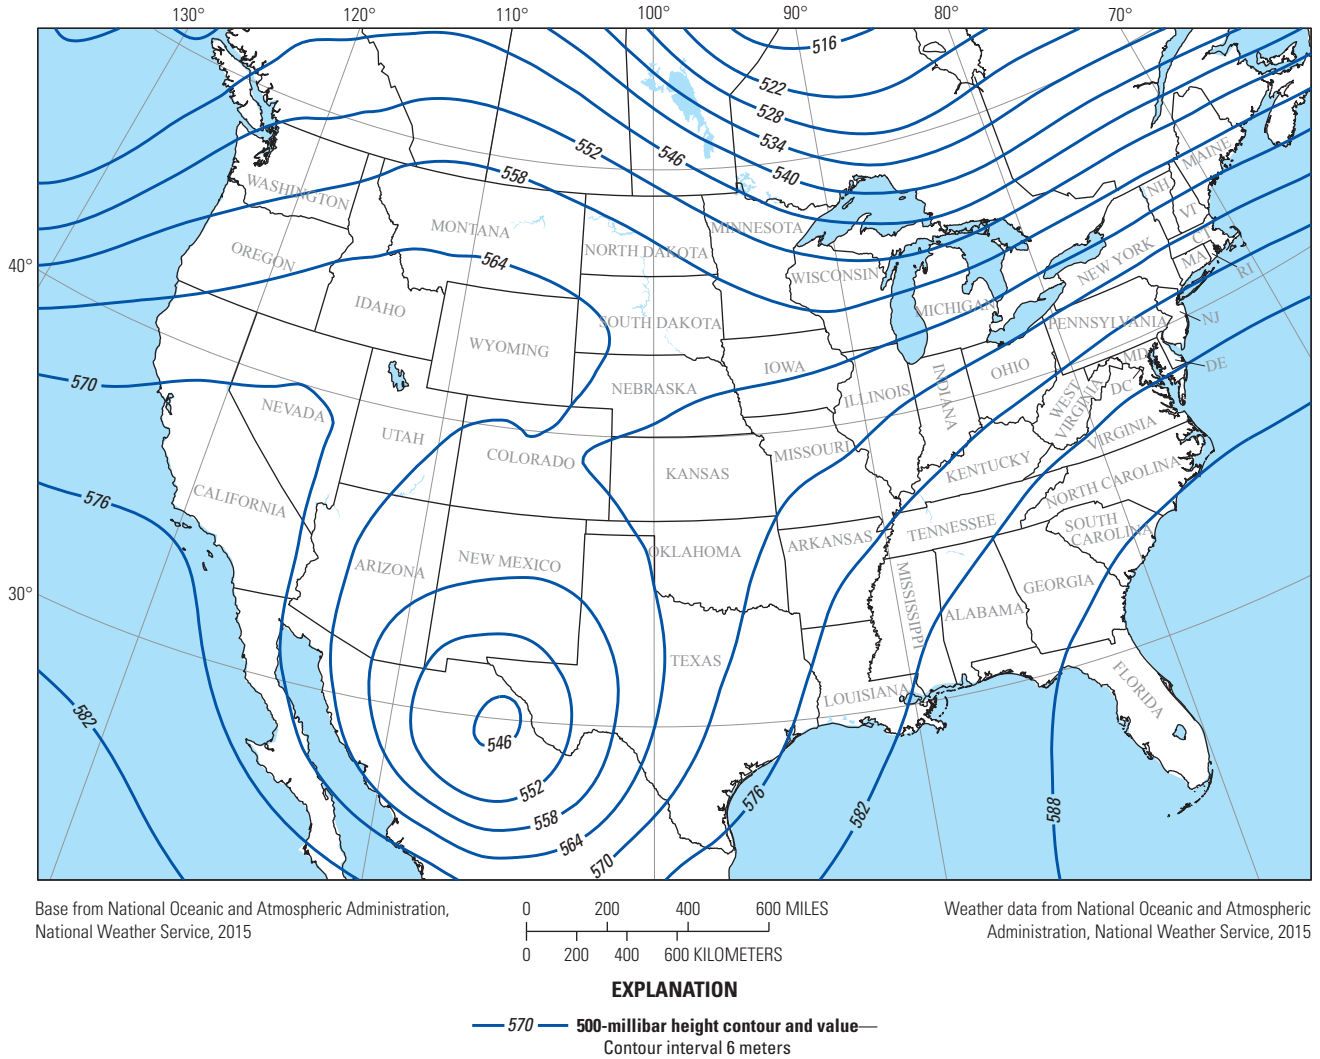 130° 120° 110° 100° 90° 80° 70°
516
522
528
534
552 546 540
558
WASHINGTON MAINE
NH
VT
MONTANA MINNESOTA
OREGON NORTH DAKOTA NEW YORK CT
564 MA
40° WISCONSIN RI
IDAHO MICHIGAN
SOUTH DAKOTA PENNSYLVANIA NJ
WYOMING MD
IOWA OHIO DE
570 NEBRASKA ILLINOIS INDIANA WEST VIRGINIA DC
NEVADA
UTAH VIRGINIA
COLORADO KANSAS MISSOURI KENTUCKY
576 CALIFORNIA NORTH CAROLINA
TENNESSEE SOUTH CAROLINA
ARIZONA NEW MEXICO OKLAHOMA ARKANSAS
30° MISSISSIPPI ALABAMA GEORGIA
TEXAS
LOUISIANA FLORIDA
582
546
552 576
558 582 588
564
570
Base from National Oceanic and Atmospheric Administration,
National Weather Service, 2015
0 200 400 600 MILES
0 200 400 600 KILOMETERS
Weather data from National Oceanic and Atmospheric
Administration, National Weather Service, 2015
EXPLANATION
570 500-millibar height contour and value—
Contour interval 6 meters